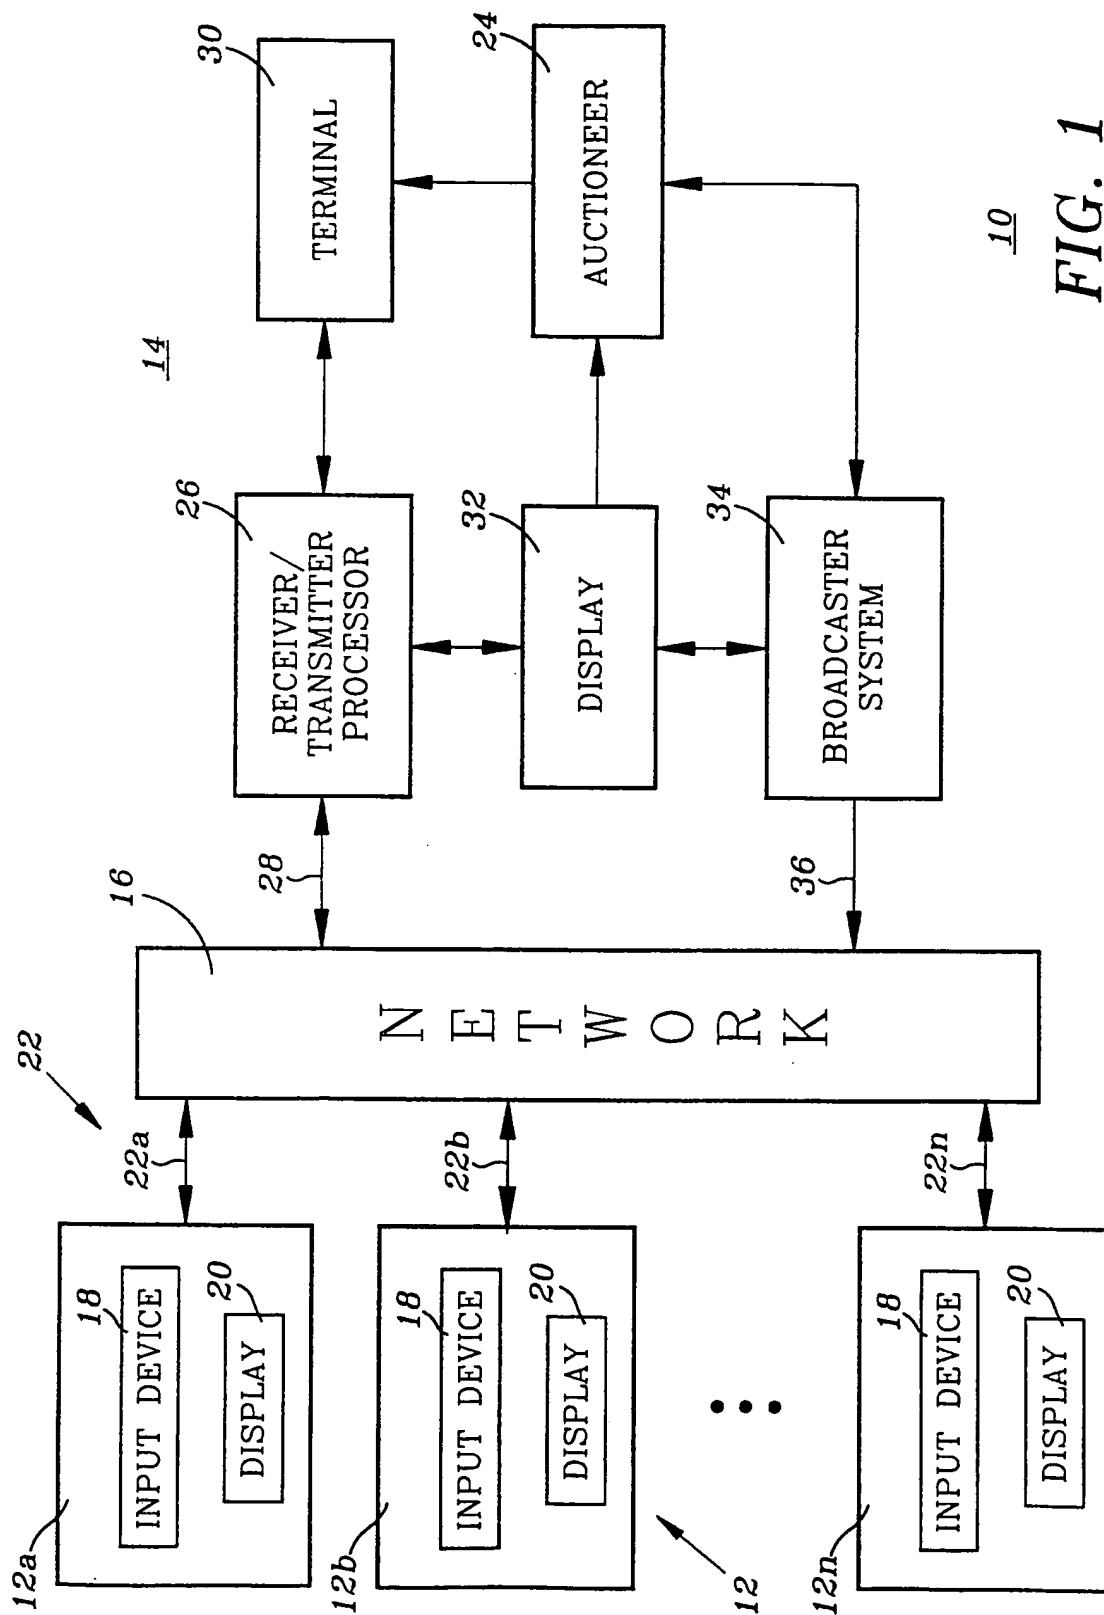 12a
INPUT DEVICE
18
DISPLAY
20
12b
INPUT DEVICE
18
DISPLAY
20
12
12n
INPUT DEVICE
18
DISPLAY
20
22
22a
22b
22n
16
NETWORK
28
36
14
26
RECEIVER/
TRANSMITTER
PROCESSOR
30
TERMINAL
32
DISPLAY
24
AUCTIONEER
34
BROADCASTER
SYSTEM
10
FIG. 1